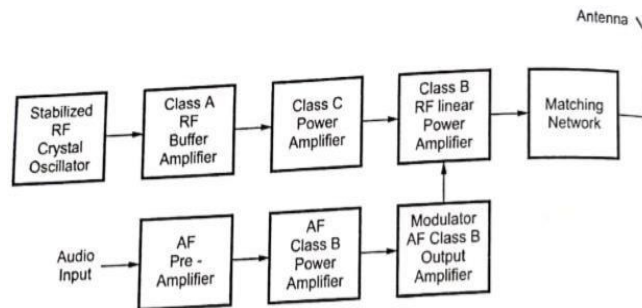 Antenna
Stabilized
RF
Crystal
Oscillator
Class A
RF
Buffer
Amplifier
Class C
Power
Amplifier
Class B
RF linear
Power
Amplifier
Matching
Network
Audio
Input
AF
Pre -
Amplifier
AF
Class B
Power
Amplifier
Modulator
AF Class B
Output
Amplifier